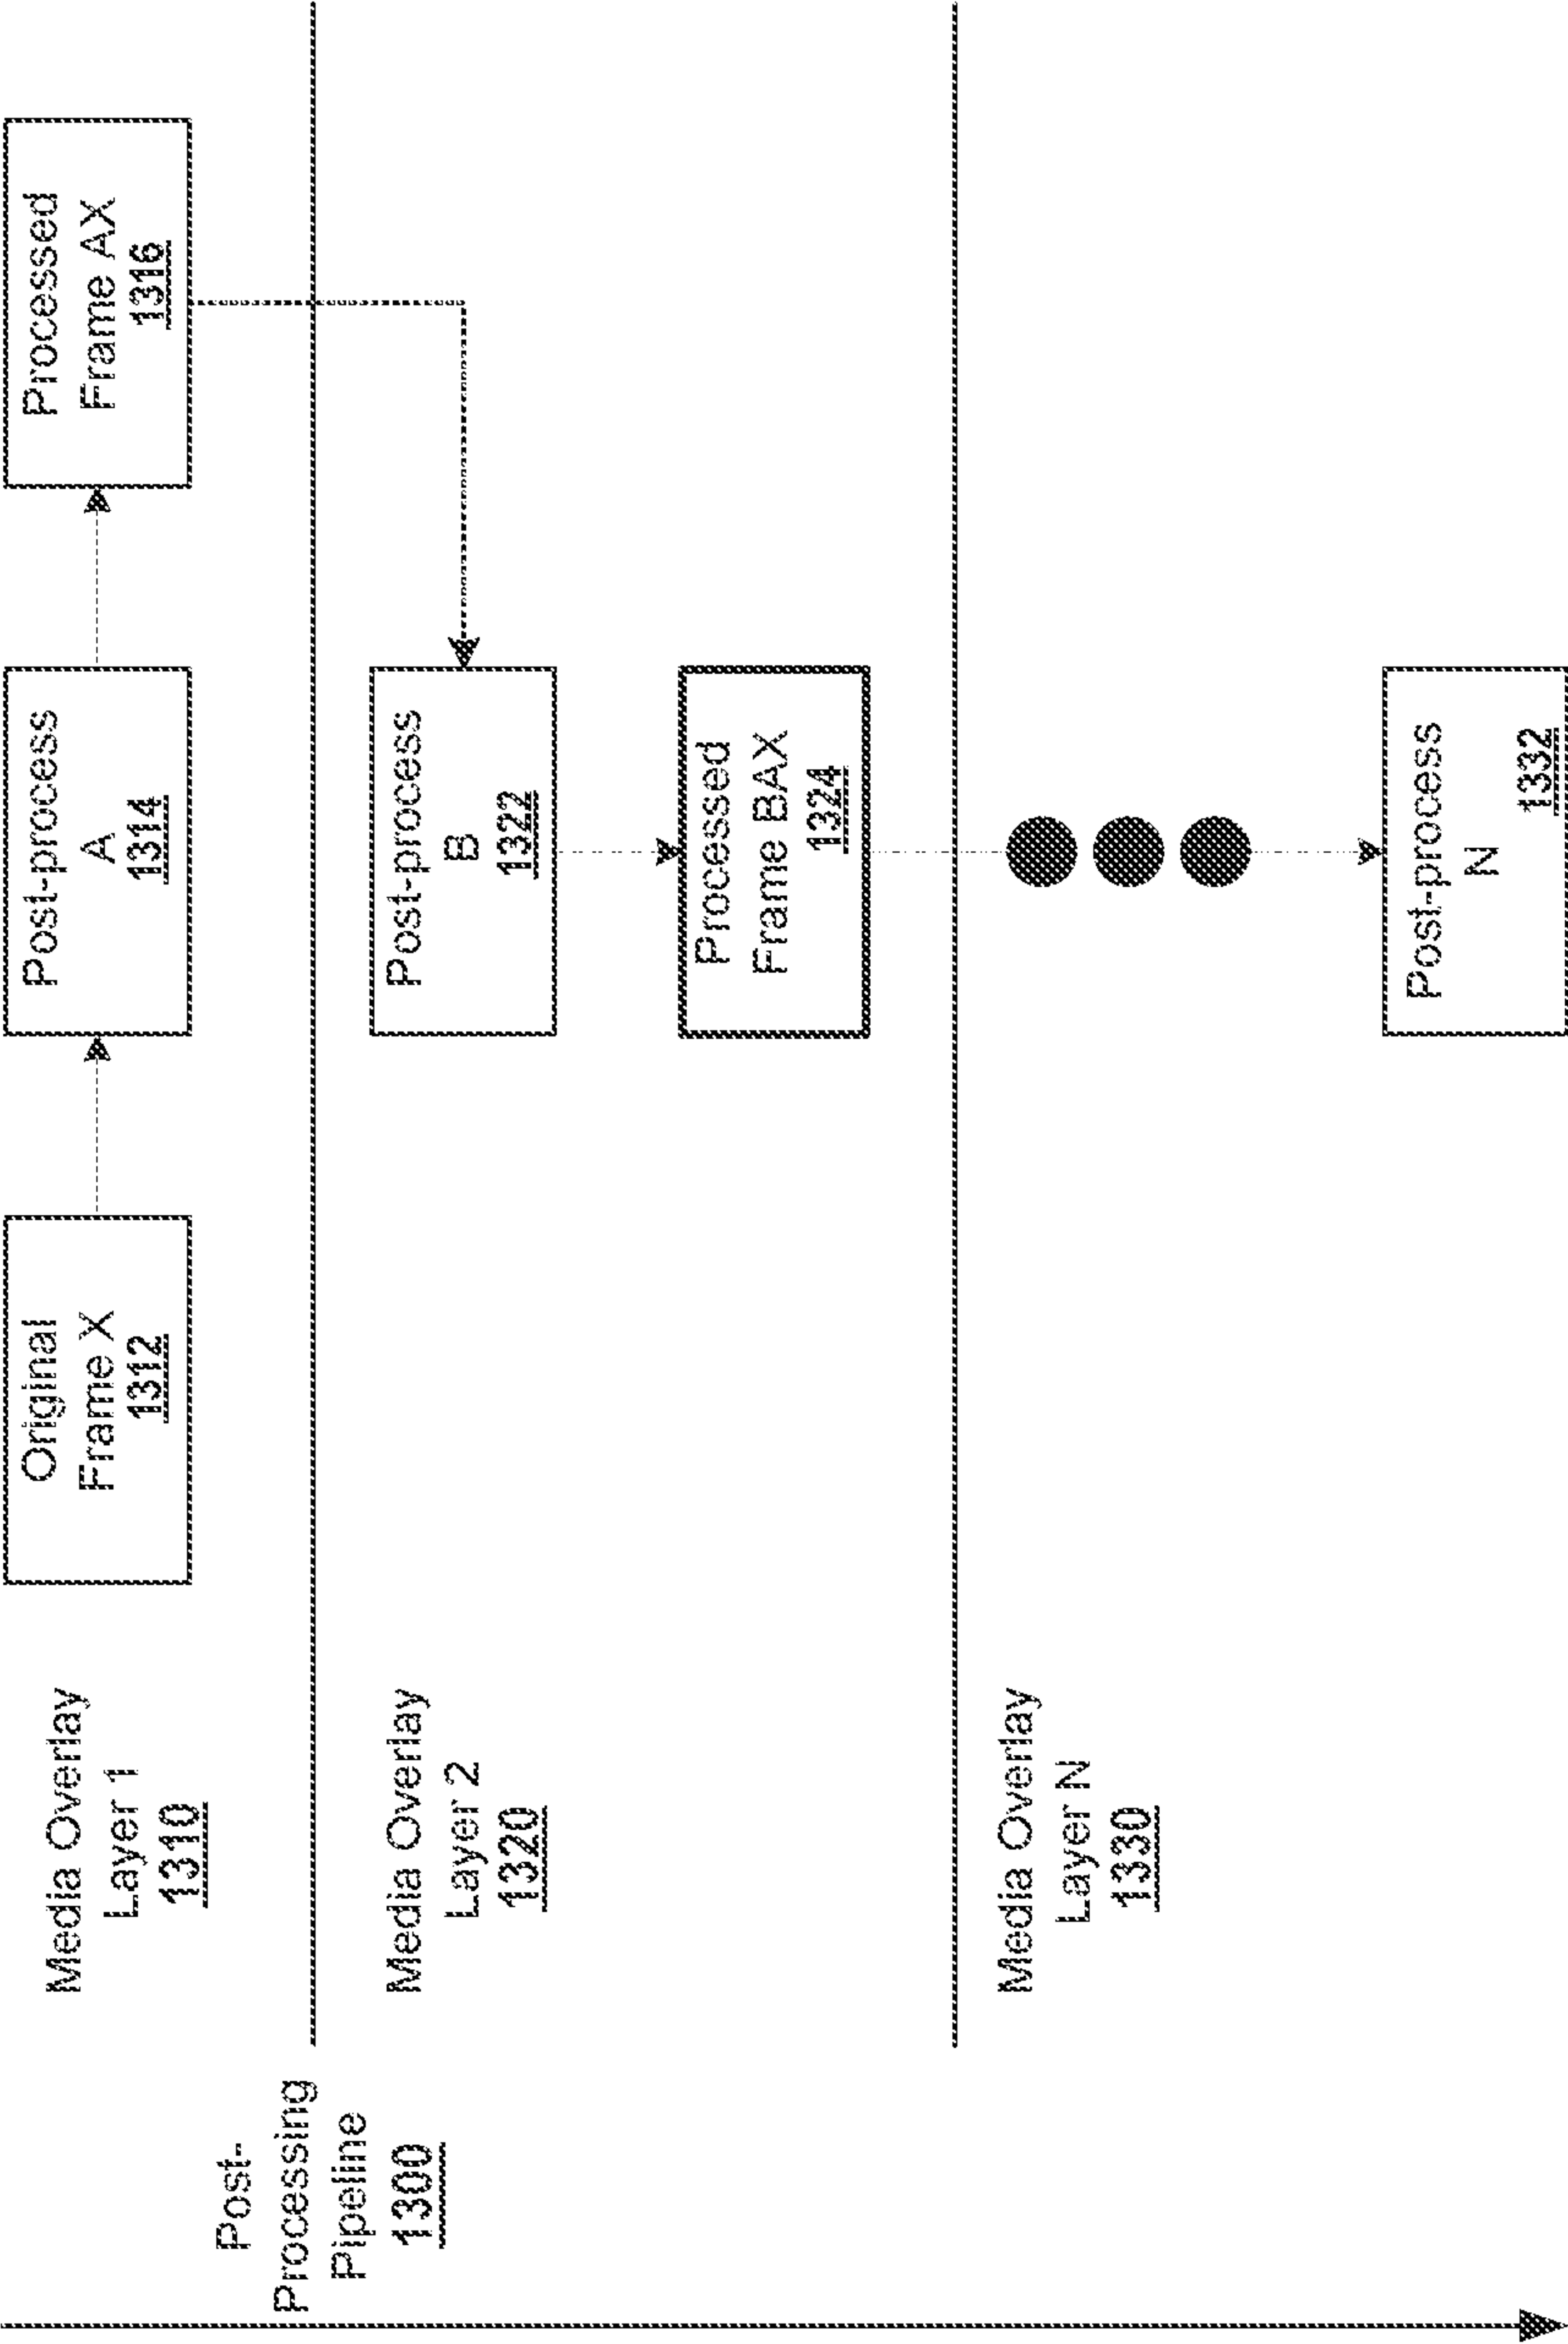 Post-
Processing
Pipeline
1300
Media Overlay
Layer 1
1310
Original
Frame X
1312
Post-process
A
1314
Processed
Frame AX
1316
Media Overlay
Layer 2
1320
Post-process
B
1322
Processed
Frame BAX
1324
Media Overlay
Layer N
1330
Post-process
N
1332